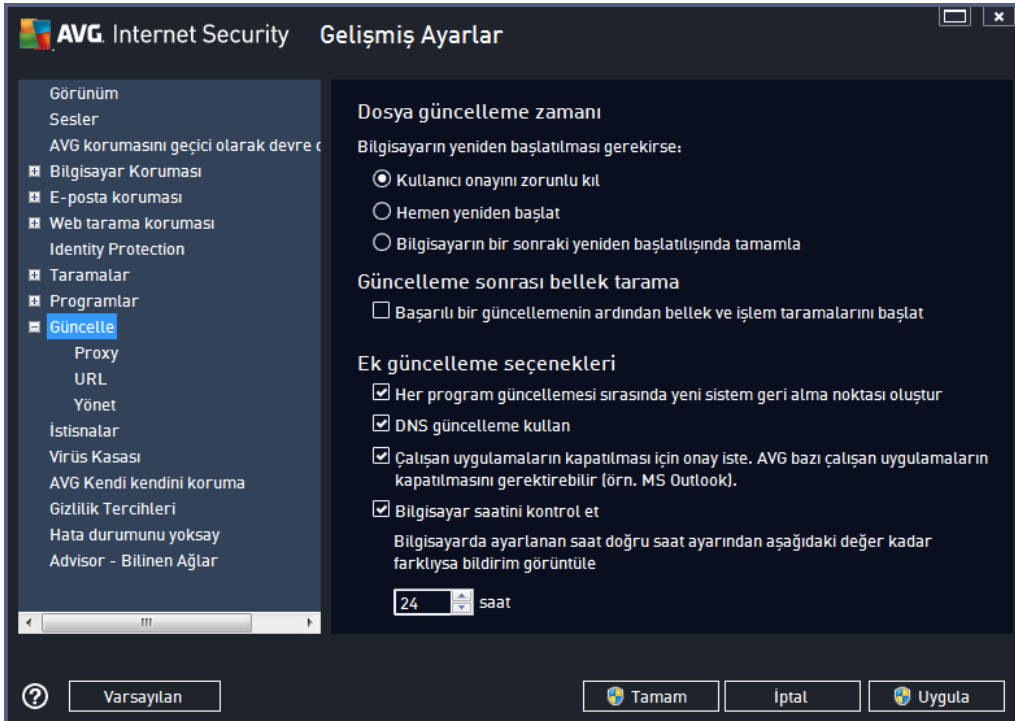 AVG. Internet Security Gelişmiş Ayarlar
Görünüm
Sesler
AVG korumasını geçici olarak devre
Bilgisayar Koruması
E-posta koruması
Web tarama koruması
Identity Protection
Taramalar
Programlar
Güncelle
Proxy
URL
Yönet
İstisnalar
Virüs Kasası
AVG Kendi kendini koruma
Gizlilik Tercihleri
Hata durumunu yoksay
Advisor - Bilinen Ağlar
Dosya güncelleme zamanı
Bilgisayarın yeniden başlatılması gerekirse:
Kullanıcı onayını zorunlu kıl
Hemen yeniden başlat
Bilgisayarın bir sonraki yeniden başlatılışında tamamla
Güncelleme sonrası bellek tarama
Başarılı bir güncellemenin ardından bellek ve işlem taramalarını başlat
Ek güncelleme seçenekleri
Her program güncellemesi sırasında yeni sistem geri alma noktası oluştur
DNS güncelleme kullan
Çalışan uygulamaların kapatılması için onay iste. AVG bazı çalışan uygulamaların
kapatılmasını gerektirebilir (örn. MS Outlook).
Bilgisayar saatini kontrol et
Bilgisayarda ayarlanan saat doğru saat ayarından aşağıdaki değer kadar
farklıysa bildirim görüntüle
24 saat
Varsayılan
Tamam
İptal
Uygula